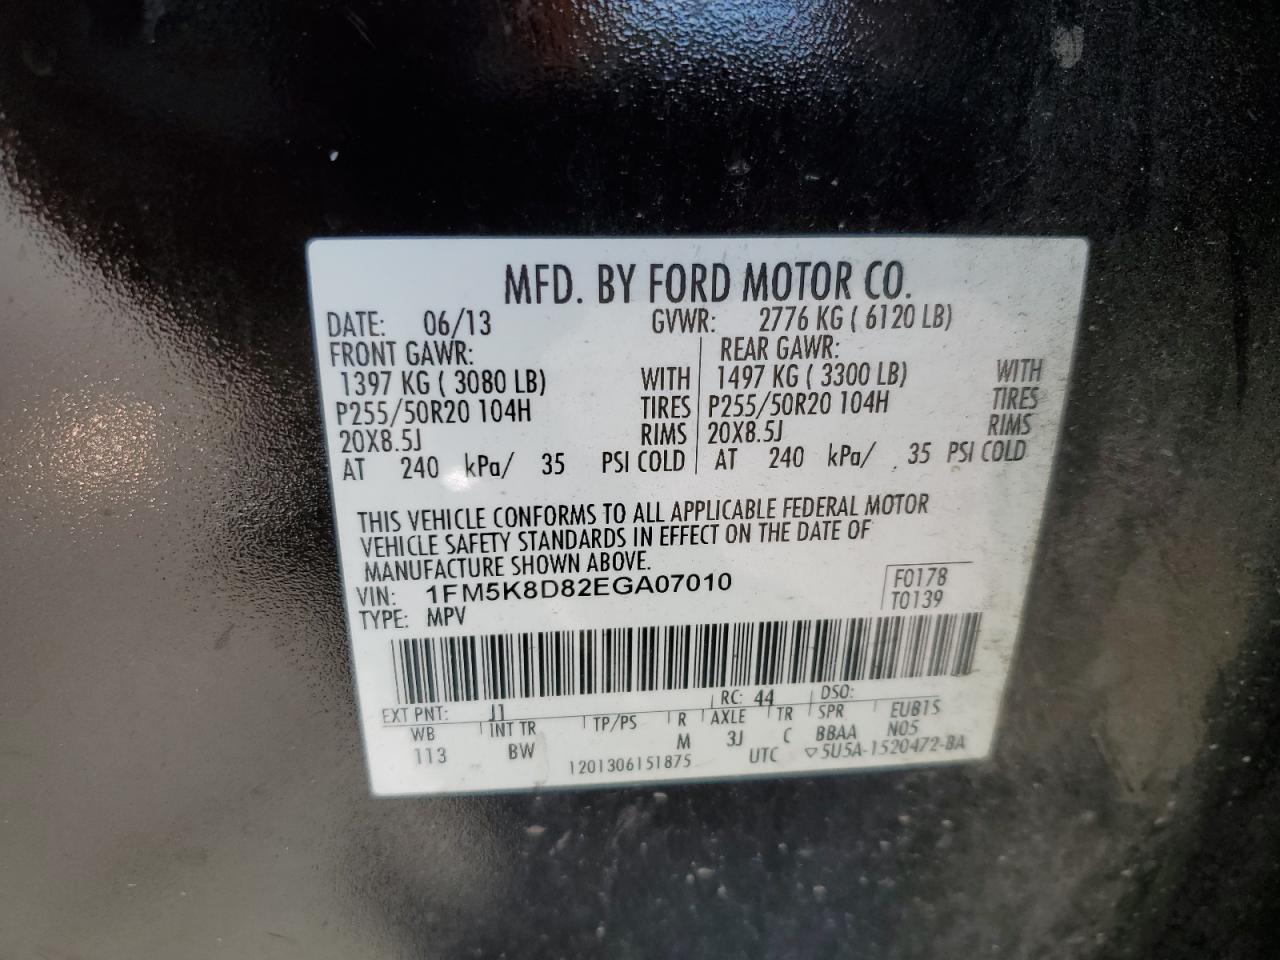 MFD. BY FORD MOTOR CO.
DATE: 06/13 GVWR: 2776 KG ( 6120 LB)
FRONT GAWR: REAR GAWR:
1397 KG ( 3080 LB) WITH 1497 KG ( 3300 LB) WITH
P255/50R20 104H TIRES P255/50R20 104H TIRES
20X8.5J RIMS 20X8.5J RIMS
AT 240 kPa/ 35 PSI COLD AT 240 kPa/ 35 PSI COLD
THIS VEHICLE CONFORMS TO ALL APPLICABLE FEDERAL MOTOR
VEHICLE SAFETY STANDARDS IN EFFECT ON THE DATE OF
MANUFACTURE SHOWN ABOVE.
VIN: 1FM5K8D82EGA07010 F0178
TYPE: MPV T0139
EXT PNT: J1 RC: 44 DSO:
WB INT TR TP/PS R AXLE TR SPR EUB1S
113 BW M 3J C BBAA N05
1201306151875 UTC ▽5U5A-1520472-BA